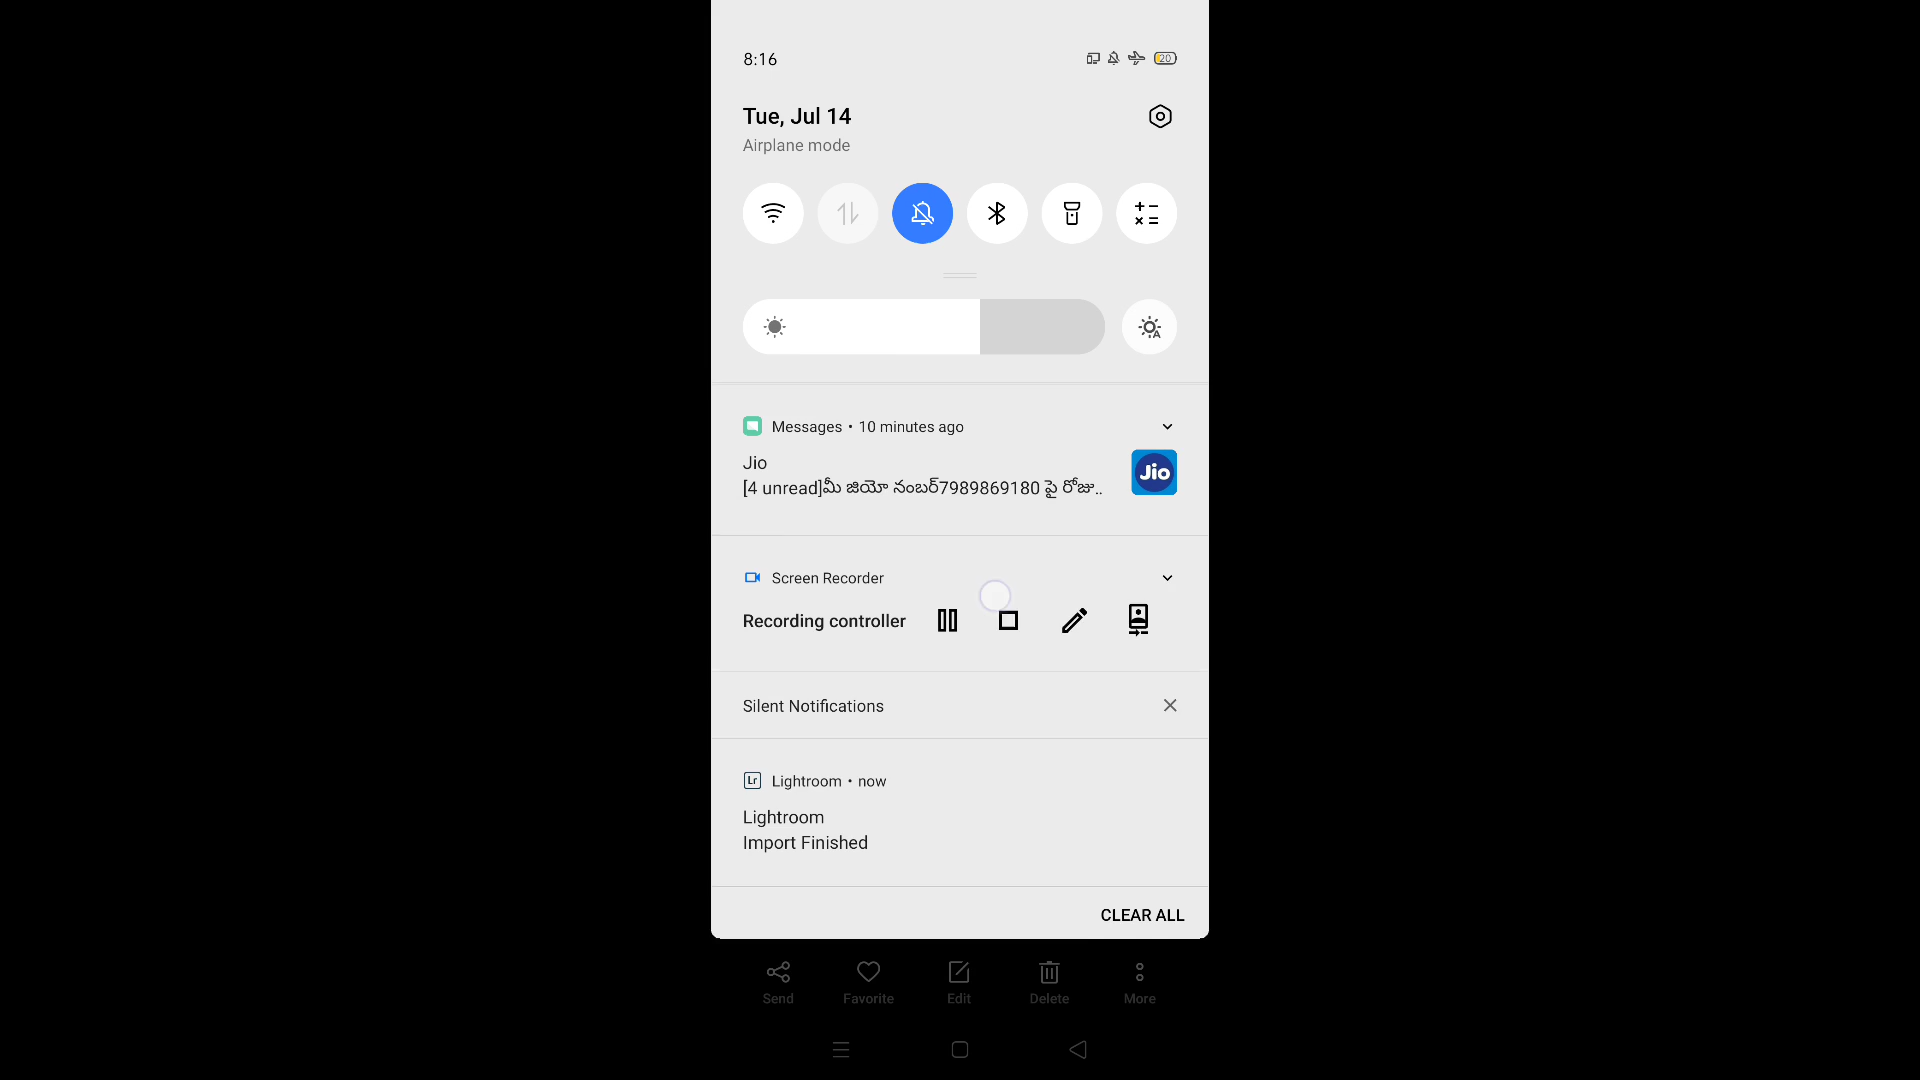 8:16
20
Tue, Jul 14
Airplane mode
Messages • 10 minutes ago
Jio
[4 unread]మీ జియో నంబర్7989869180 పై రోజు..
Jio
Screen Recorder
Recording controller
Silent Notifications
Lr
Lightroom • now
Lightroom
Import Finished
CLEAR ALL
Send
Favorite
Edit
Delete
More